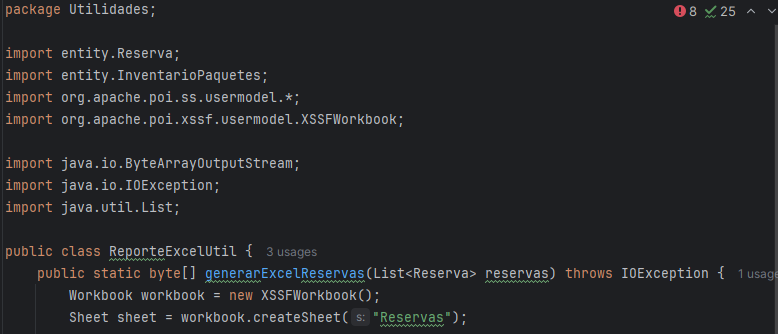 package Utilidades;
8 25
import entity.Reserva;
import entity.InventarioPaquetes;
import org.apache.poi.ss.usermodel.*;
import org.apache.poi.xssf.usermodel.XSSFWorkbook;
import java.io.ByteArrayOutputStream;
import java.io.IOException;
import java.util.List;
public class ReporteExcelUtil { 3 usages
public static byte[] generarExcelReservas(List<Reserva> reservas) throws IOException { 1 usage
Workbook workbook = new XSSFWorkbook();
Sheet sheet = workbook.createSheet( s: "Reservas");